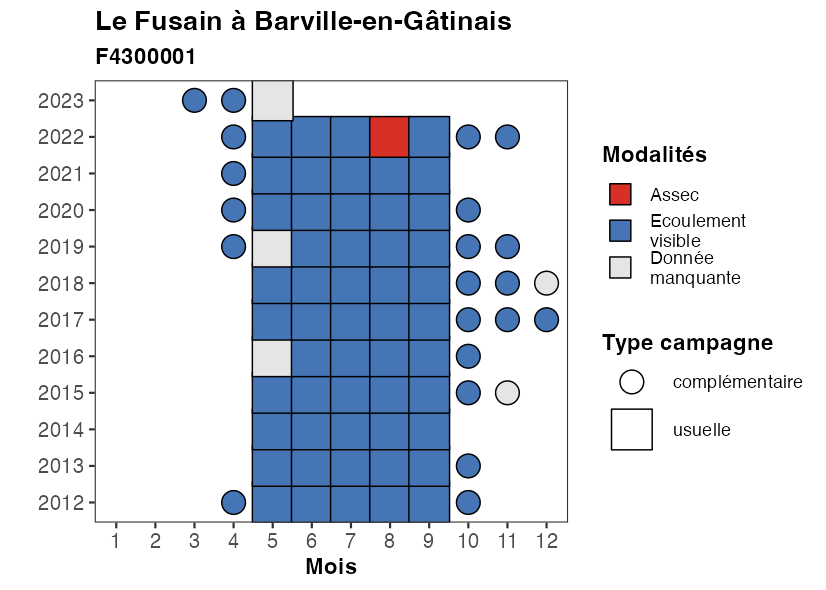 Le Fusain à Barville-en-Gâtinais
F4300001
2023
2022
2021
2020
2019
2018
2017
2016
2015
2014
2013
2012
1 2 3 4 5 6 7 8 9 10 11 12
Mois
Modalités
Assec
Ecoulement
visible
Donnée
manquante
Type campagne
complémentaire
usuelle